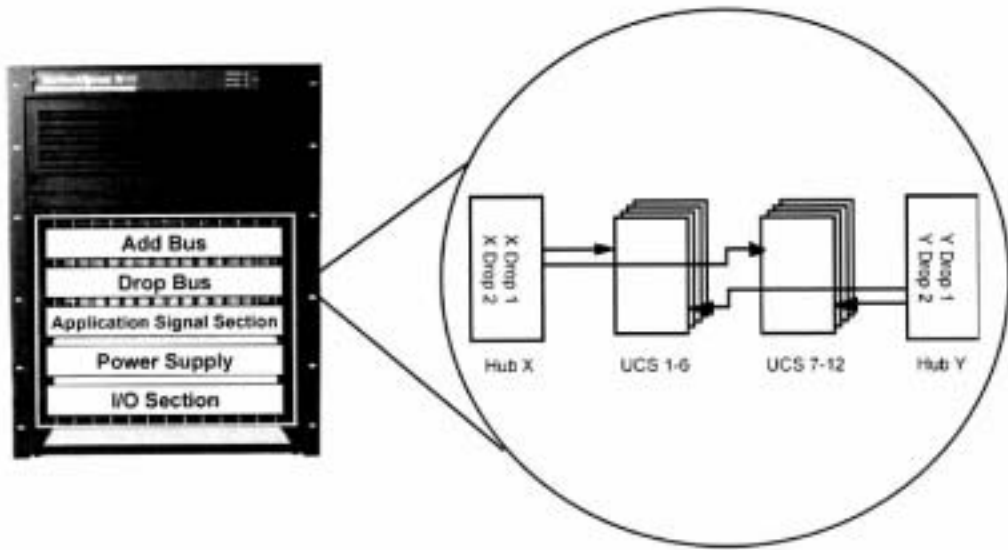 Add Bus
Drop Bus
Application Signal Section
Power Supply
I/O Section
X Drop 1
X Drop 2
Hub X
UCS 1-6
UCS 7-12
Y Drop 1
Y Drop 2
Hub Y